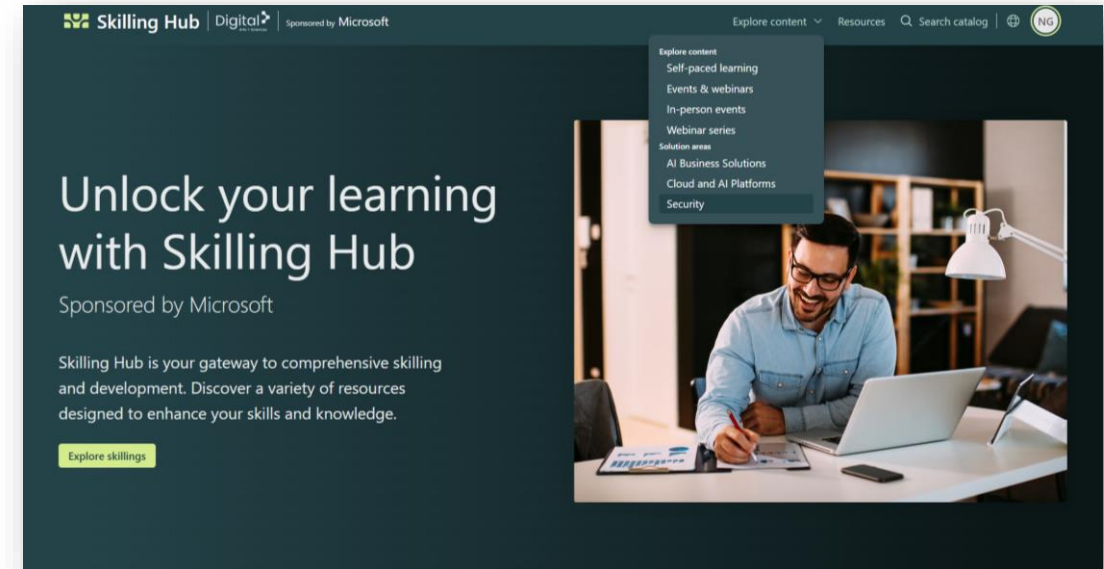 Skilling Hub
Digital
Sponsored by Microsoft
Explore content
Resources
Search catalog
NG
Explore content
Self-paced learning
Events & webinars
In-person events
Webinar series
Solution areas
AI Business Solutions
Cloud and AI Platforms
Security
Unlock your learning
with Skilling Hub
Sponsored by Microsoft
Skilling Hub is your gateway to comprehensive skilling
and development. Discover a variety of resources
designed to enhance your skills and knowledge.
Explore skillings